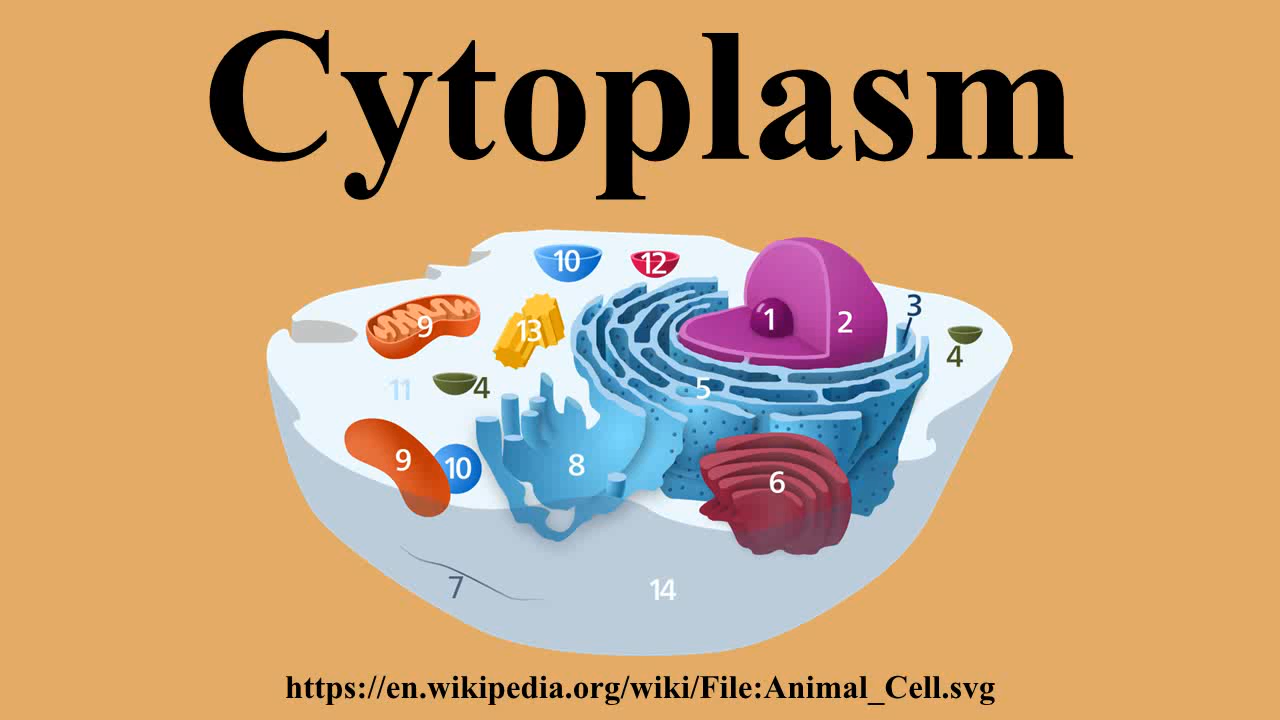 Cytoplasm
10 12
3
1 2
9 13
4
11 4 5
9 10 8 6
7 14
https://en.wikipedia.org/wiki/File:Animal_Cell.svg